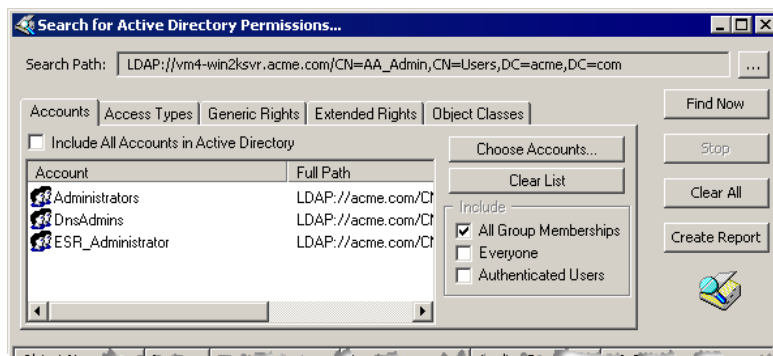 Search for Active Directory Permissions...
Search Path: LDAP://vm4-win2ksvr.acme.com/CN=AA_Admin,CN=Users,DC=acme,DC=com ...
Accounts Access Types Generic Rights Extended Rights Object Classes
Find Now
Include All Accounts in Active Directory
Choose Accounts...
Stop
Account Full Path
Clear List
Administrators LDAP://acme.com/CN
Clear All
Include
DnsAdmins LDAP://acme.com/CN
All Group Memberships
ESR_Administrator LDAP://acme.com/CN
Create Report
Everyone
Authenticated Users